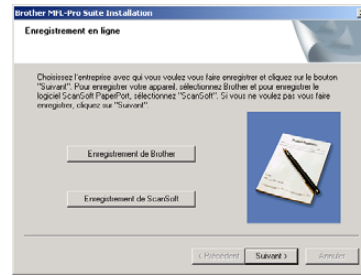 Brother MFL-Pro Suite Installation
Enregistrement en ligne
Choisissez l'entreprise avec qui vous voulez vous faire enregistrer et cliquez sur le bouton
"Suivant". Pour enregistrer votre appareil, sélectionnez Brother et pour enregistrer le
logiciel ScanSoft PaperPort, sélectionnez "ScanSoft". Si vous ne voulez pas vous faire
enregistrer, cliquez sur "Suivant".
Enregistrement de Brother
Enregistrement de ScanSoft
< Précédent Suivant > Annuler